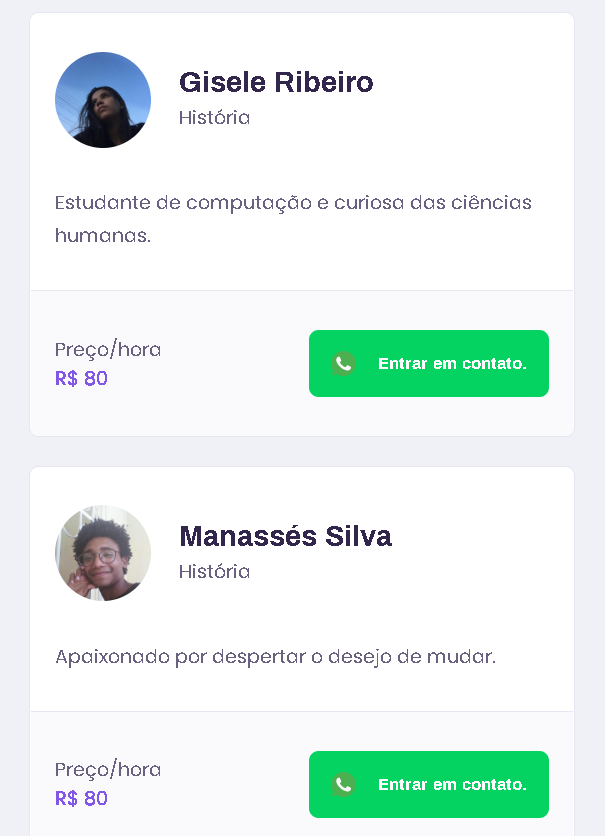 Gisele Ribeiro
História
Estudante de computação e curiosa das ciências
humanas.
Preço/hora
R$ 80
Entrar em contato.
Manassés Silva
História
Apaixonado por despertar o desejo de mudar.
Preço/hora
R$ 80
Entrar em contato.